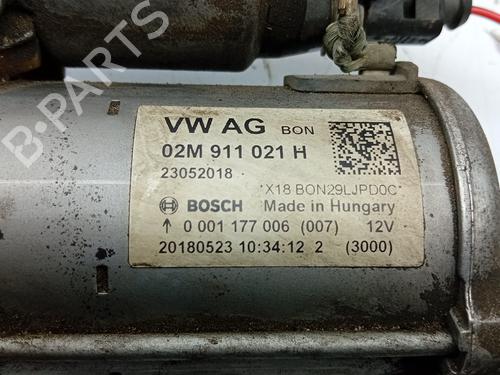 VW AG BON
02M 911 021 H
23052018
*X18 BON29LJPD0C*
BOSCH Made in Hungary
↑ 0 001 177 006 (007) 12V
20180523 10:34:12 2 (3000)
B-PARTS